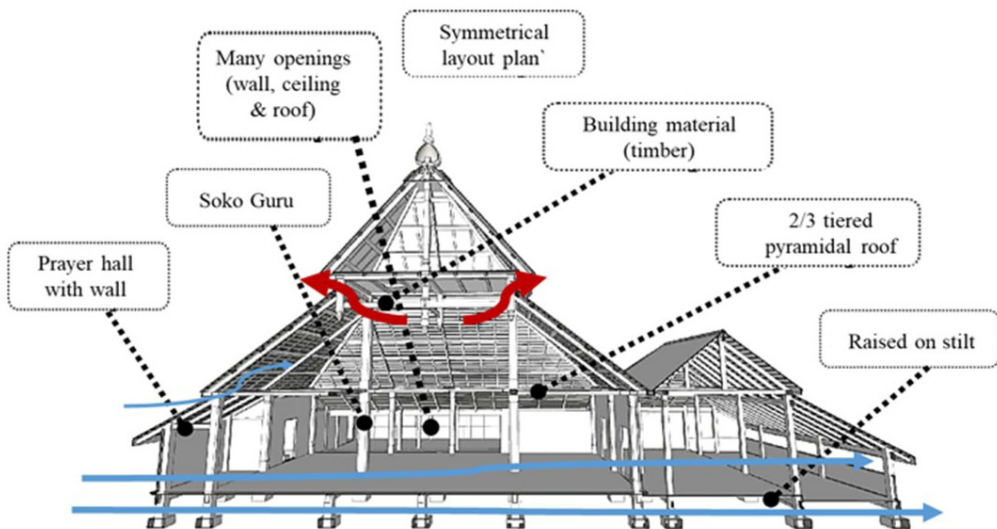 Symmetrical
layout plan`
Many openings
(wall, ceiling
& roof)
Building material
(timber)
Soko Guru
2/3 tiered
pyramidal roof
Prayer hall
with wall
Raised on stilt